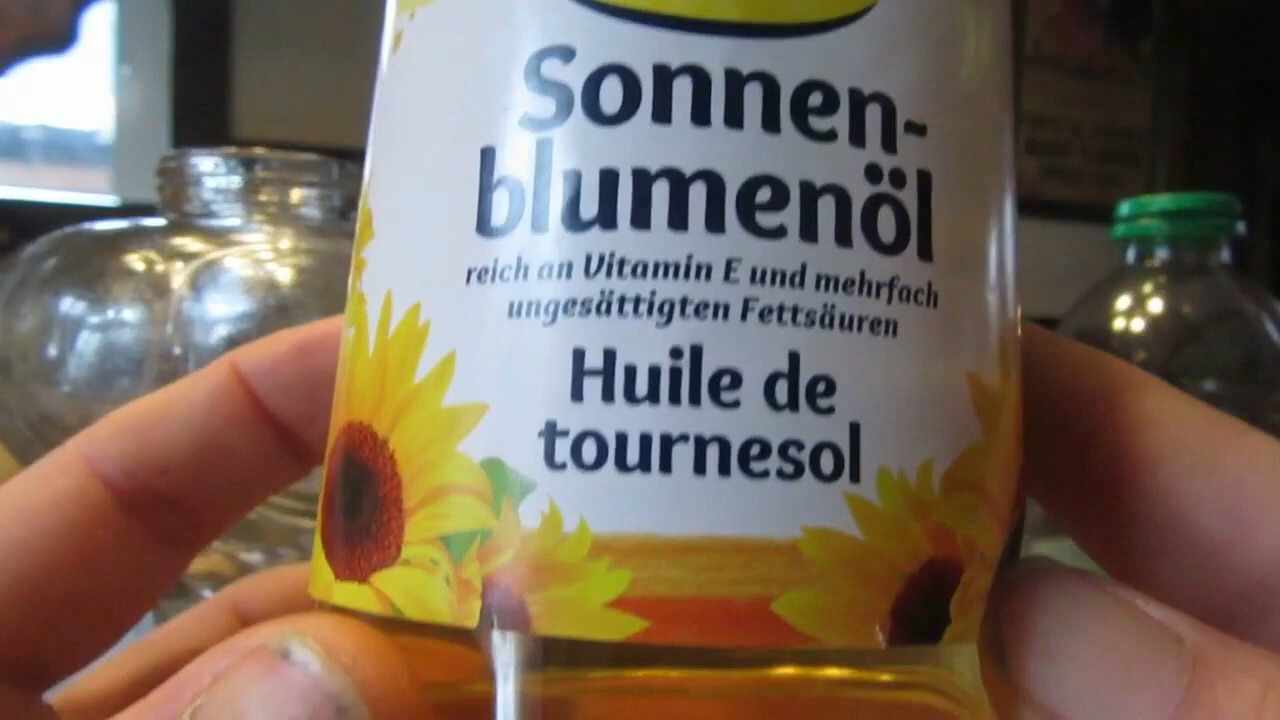 Sonnen-
blumenöl
reich an Vitamin E und mehrfach
ungesättigten Fettsäuren
Huile de
tournesol